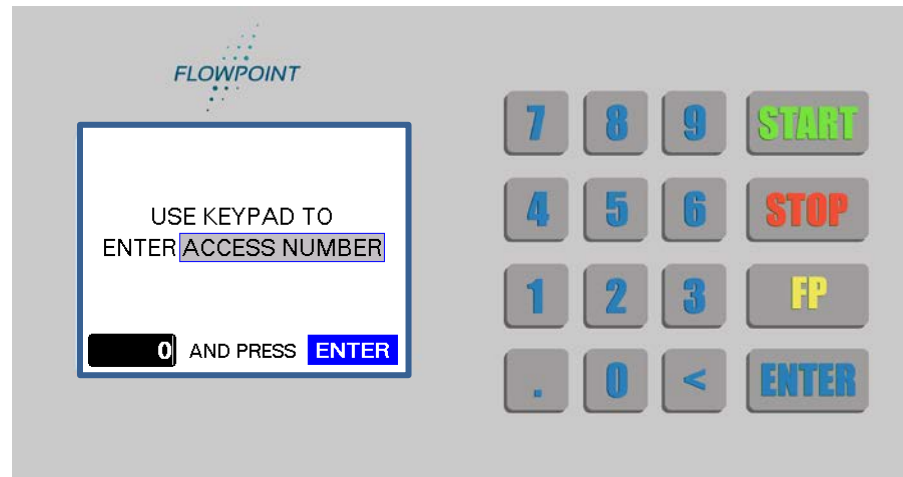 FLOWPOINT
USE KEYPAD TO
ENTER ACCESS NUMBER
0 AND PRESS ENTER
7 8 9 START
4 5 6 STOP
1 2 3 FP
. 0 < ENTER